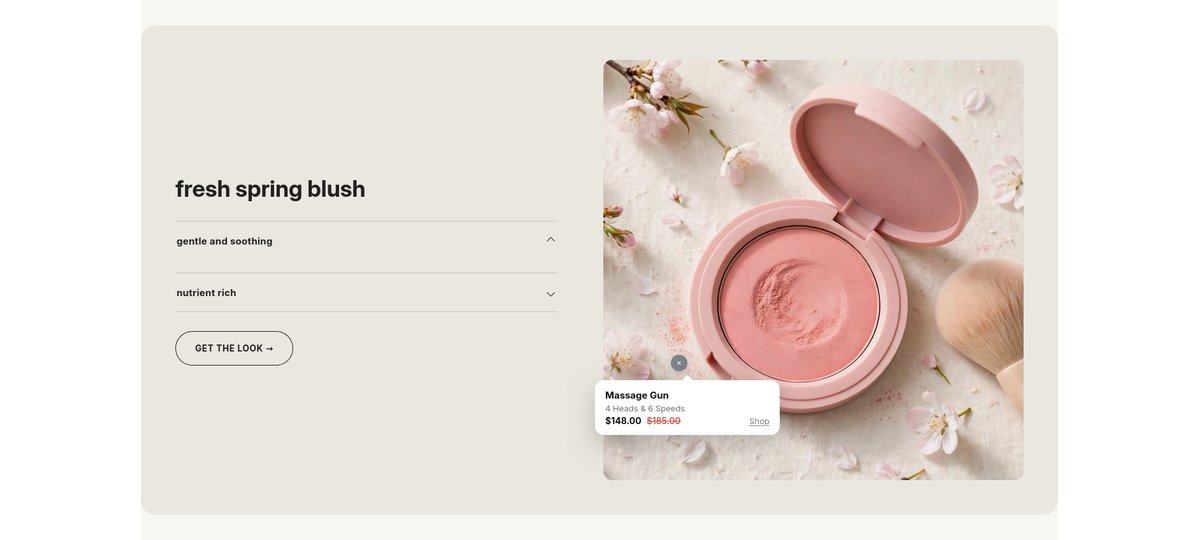 fresh spring blush
gentle and soothing
nutrient rich
GET THE LOOK →
Massage Gun
4 Heads & 6 Speeds
$148.00 $185.00
Shop